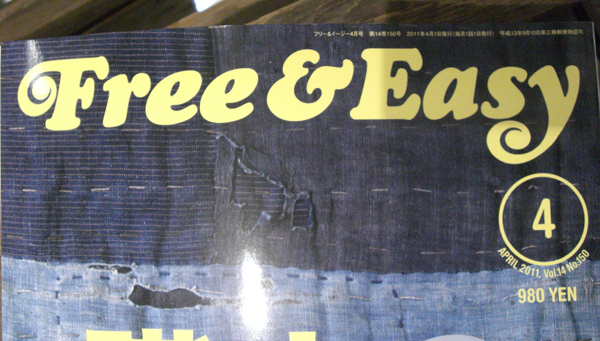 フリー&イージー4月号 第14巻150号 2011年4月1日発行(毎月1回1日発行) 平成13年9月10日第三種郵便物認可
Free & Easy
4
APRIL 2011, Vol.14 No.150
980 YEN